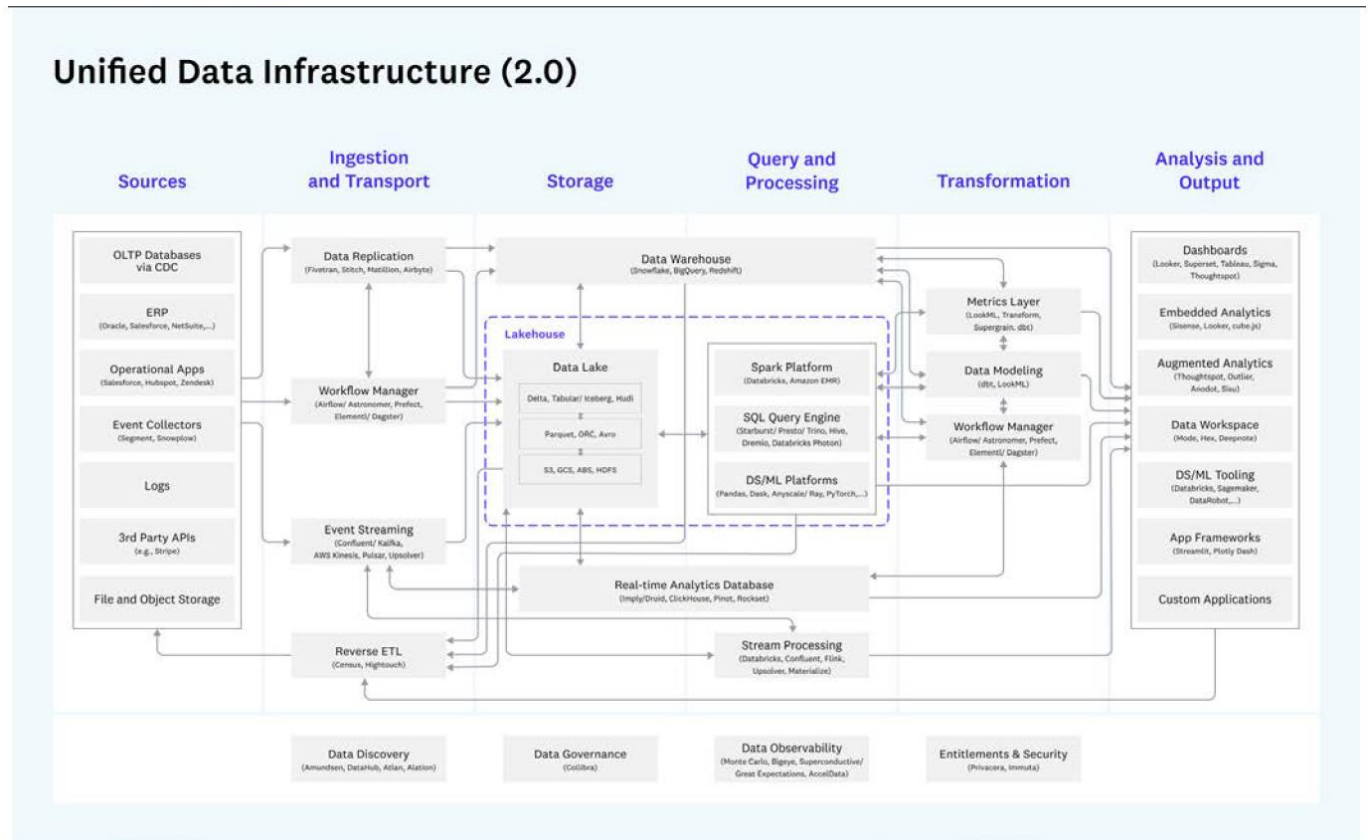 Unified Data Infrastructure (2.0)
Sources
Ingestion
and Transport
Storage
Query and
Processing
Transformation
Analysis and
Output
OLTP Databases
via CDC
ERP
(Oracle, Salesforce, NetSuite,...)
Operational Apps
(Salesforce, Hubspot, Zendesk)
Event Collectors
(Segment, Snowplow)
Logs
3rd Party APIs
(e.g., Stripe)
File and Object Storage
Data Replication
(Fivetran, Stitch, Matillion, Airbyte)
Workflow Manager
(Airflow/ Astronomer, Prefect,
Elementl/ Dagster)
Event Streaming
(Confluent/ Kalfka,
AWS Kinesis, Pulsar, Upsolver)
Reverse ETL
(Census, Hightouch)
Data Warehouse
(Snowflake, BigQuery, Redshift)
Lakehouse
Data Lake
Delta, Tabular/ Iceberg, Hudi
Parquet, ORC, Avro
S3, GCS, ABS, HDFS
Spark Platform
(Databricks, Amazon EMR)
SQL Query Engine
(Starburst/ Presto/ Trino, Hive,
Dremio, Databricks Photon)
DS/ML Platforms
(Pandas, Dask, Anyscale/ Ray, PyTorch,...)
Real-time Analytics Database
(Imply/Druid, ClickHouse, Pinot, Rockset)
Stream Processing
(Databricks, Confluent, Flink,
Upsolver, Materialize)
Metrics Layer
(LookML, Transform,
Supergrain. dbt)
Data Modeling
(dbt, LookML)
Workflow Manager
(Airflow/ Astronomer, Prefect,
Elementl/ Dagster)
Dashboards
(Looker, Superset, Tableau, Sigma,
Thoughtspot)
Embedded Analytics
(Sisense, Looker, cube.js)
Augmented Analytics
(Thoughtspot, Outlier,
Anodot, Sisu)
Data Workspace
(Mode, Hex, Deepnote)
DS/ML Tooling
(Databricks, Sagemaker,
DataRobot,...)
App Frameworks
(Streamlit, Plotly Dash)
Custom Applications
Data Discovery
(Amundsen, DataHub, Atlan, Alation)
Data Governance
(Collibra)
Data Observability
(Monte Carlo, Bigeye, Superconductive/
Great Expectations, AccelData)
Entitlements & Security
(Privacera, Immuta)